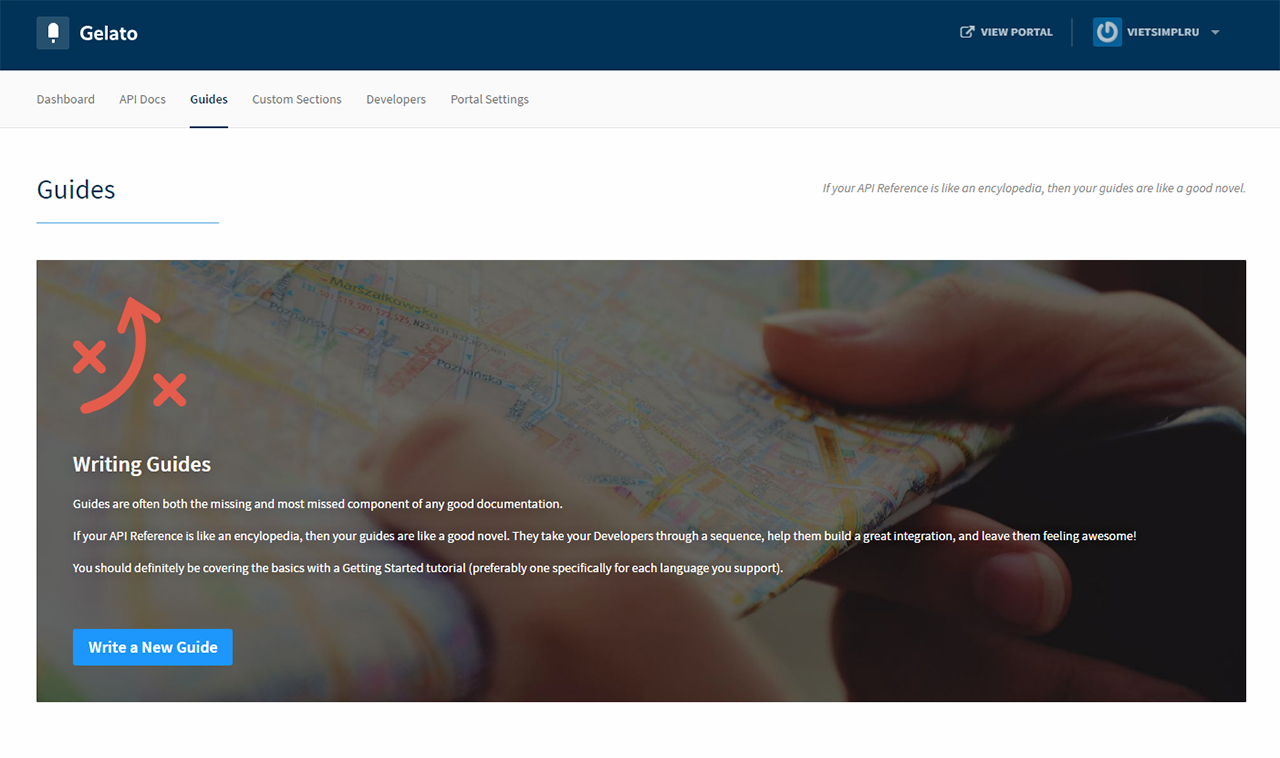 Gelato
VIEW PORTAL
VIETSIMPLRU
Dashboard
API Docs
Guides
Custom Sections
Developers
Portal Settings
Guides
If your API Reference is like an encylopedia, then your guides are like a good novel.
Marszałkowska
Poznańska
Poznańska
Writing Guides
Guides are often both the missing and most missed component of any good documentation.
If your API Reference is like an encylopedia, then your guides are like a good novel. They take your Developers through a sequence, help them build a great integration, and leave them feeling awesome!
You should definitely be covering the basics with a Getting Started tutorial (preferably one specifically for each language you support).
Write a New Guide